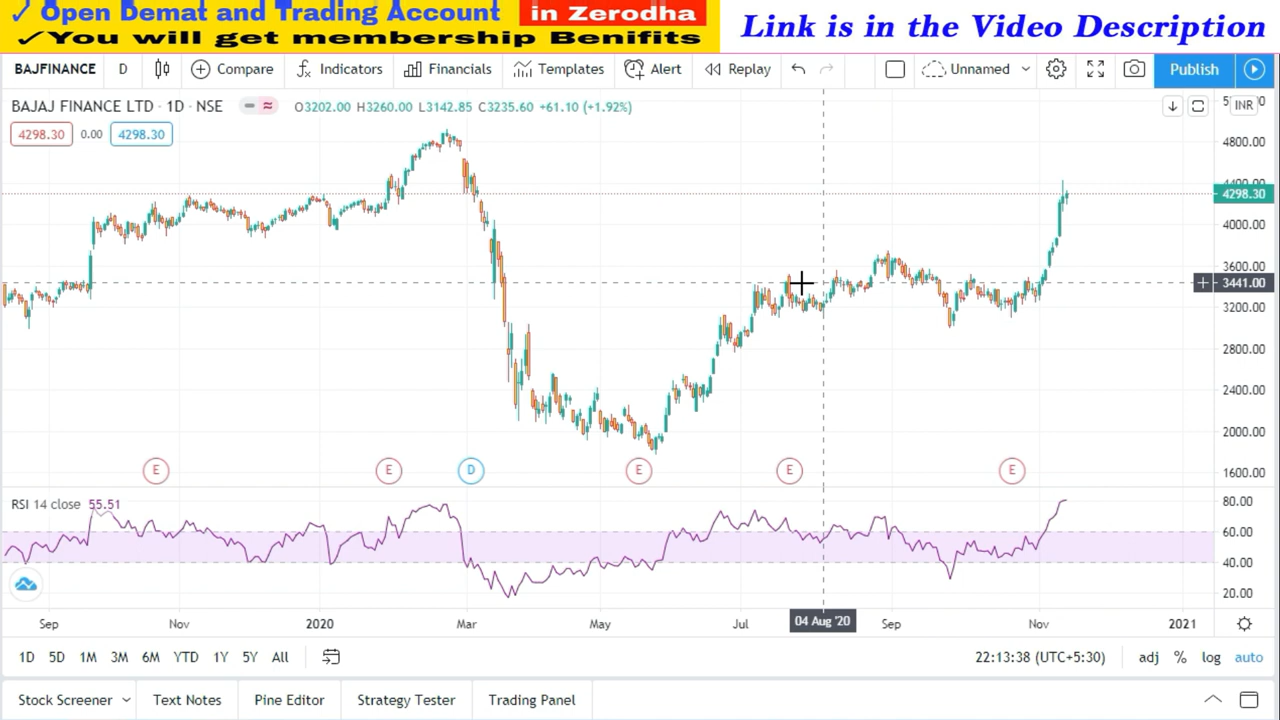 ✓ Open Demat and Trading Account in Zerodha
✓You will get membership Benifits
Link is in the Video Description
BAJFINANCE D Compare Indicators Financials Templates Alert Replay Unnamed Publish
BAJAJ FINANCE LTD · 1D · NSE O3202.00 H3260.00 L3142.85 C3235.60 +61.10 (+1.92%)
INR
4298.30 0.00 4298.30
4800.00
4400.00
4298.30
4000.00
3600.00
3441.00
3200.00
2800.00
2400.00
2000.00
1600.00
E E D E E E
RSI 14 close 55.51
80.00
60.00
40.00
20.00
Sep Nov 2020 Mar May Jul 04 Aug '20 Sep Nov 2021
1D 5D 1M 3M 6M YTD 1Y 5Y All 22:13:38 (UTC+5:30) adj % log auto
Stock Screener Text Notes Pine Editor Strategy Tester Trading Panel